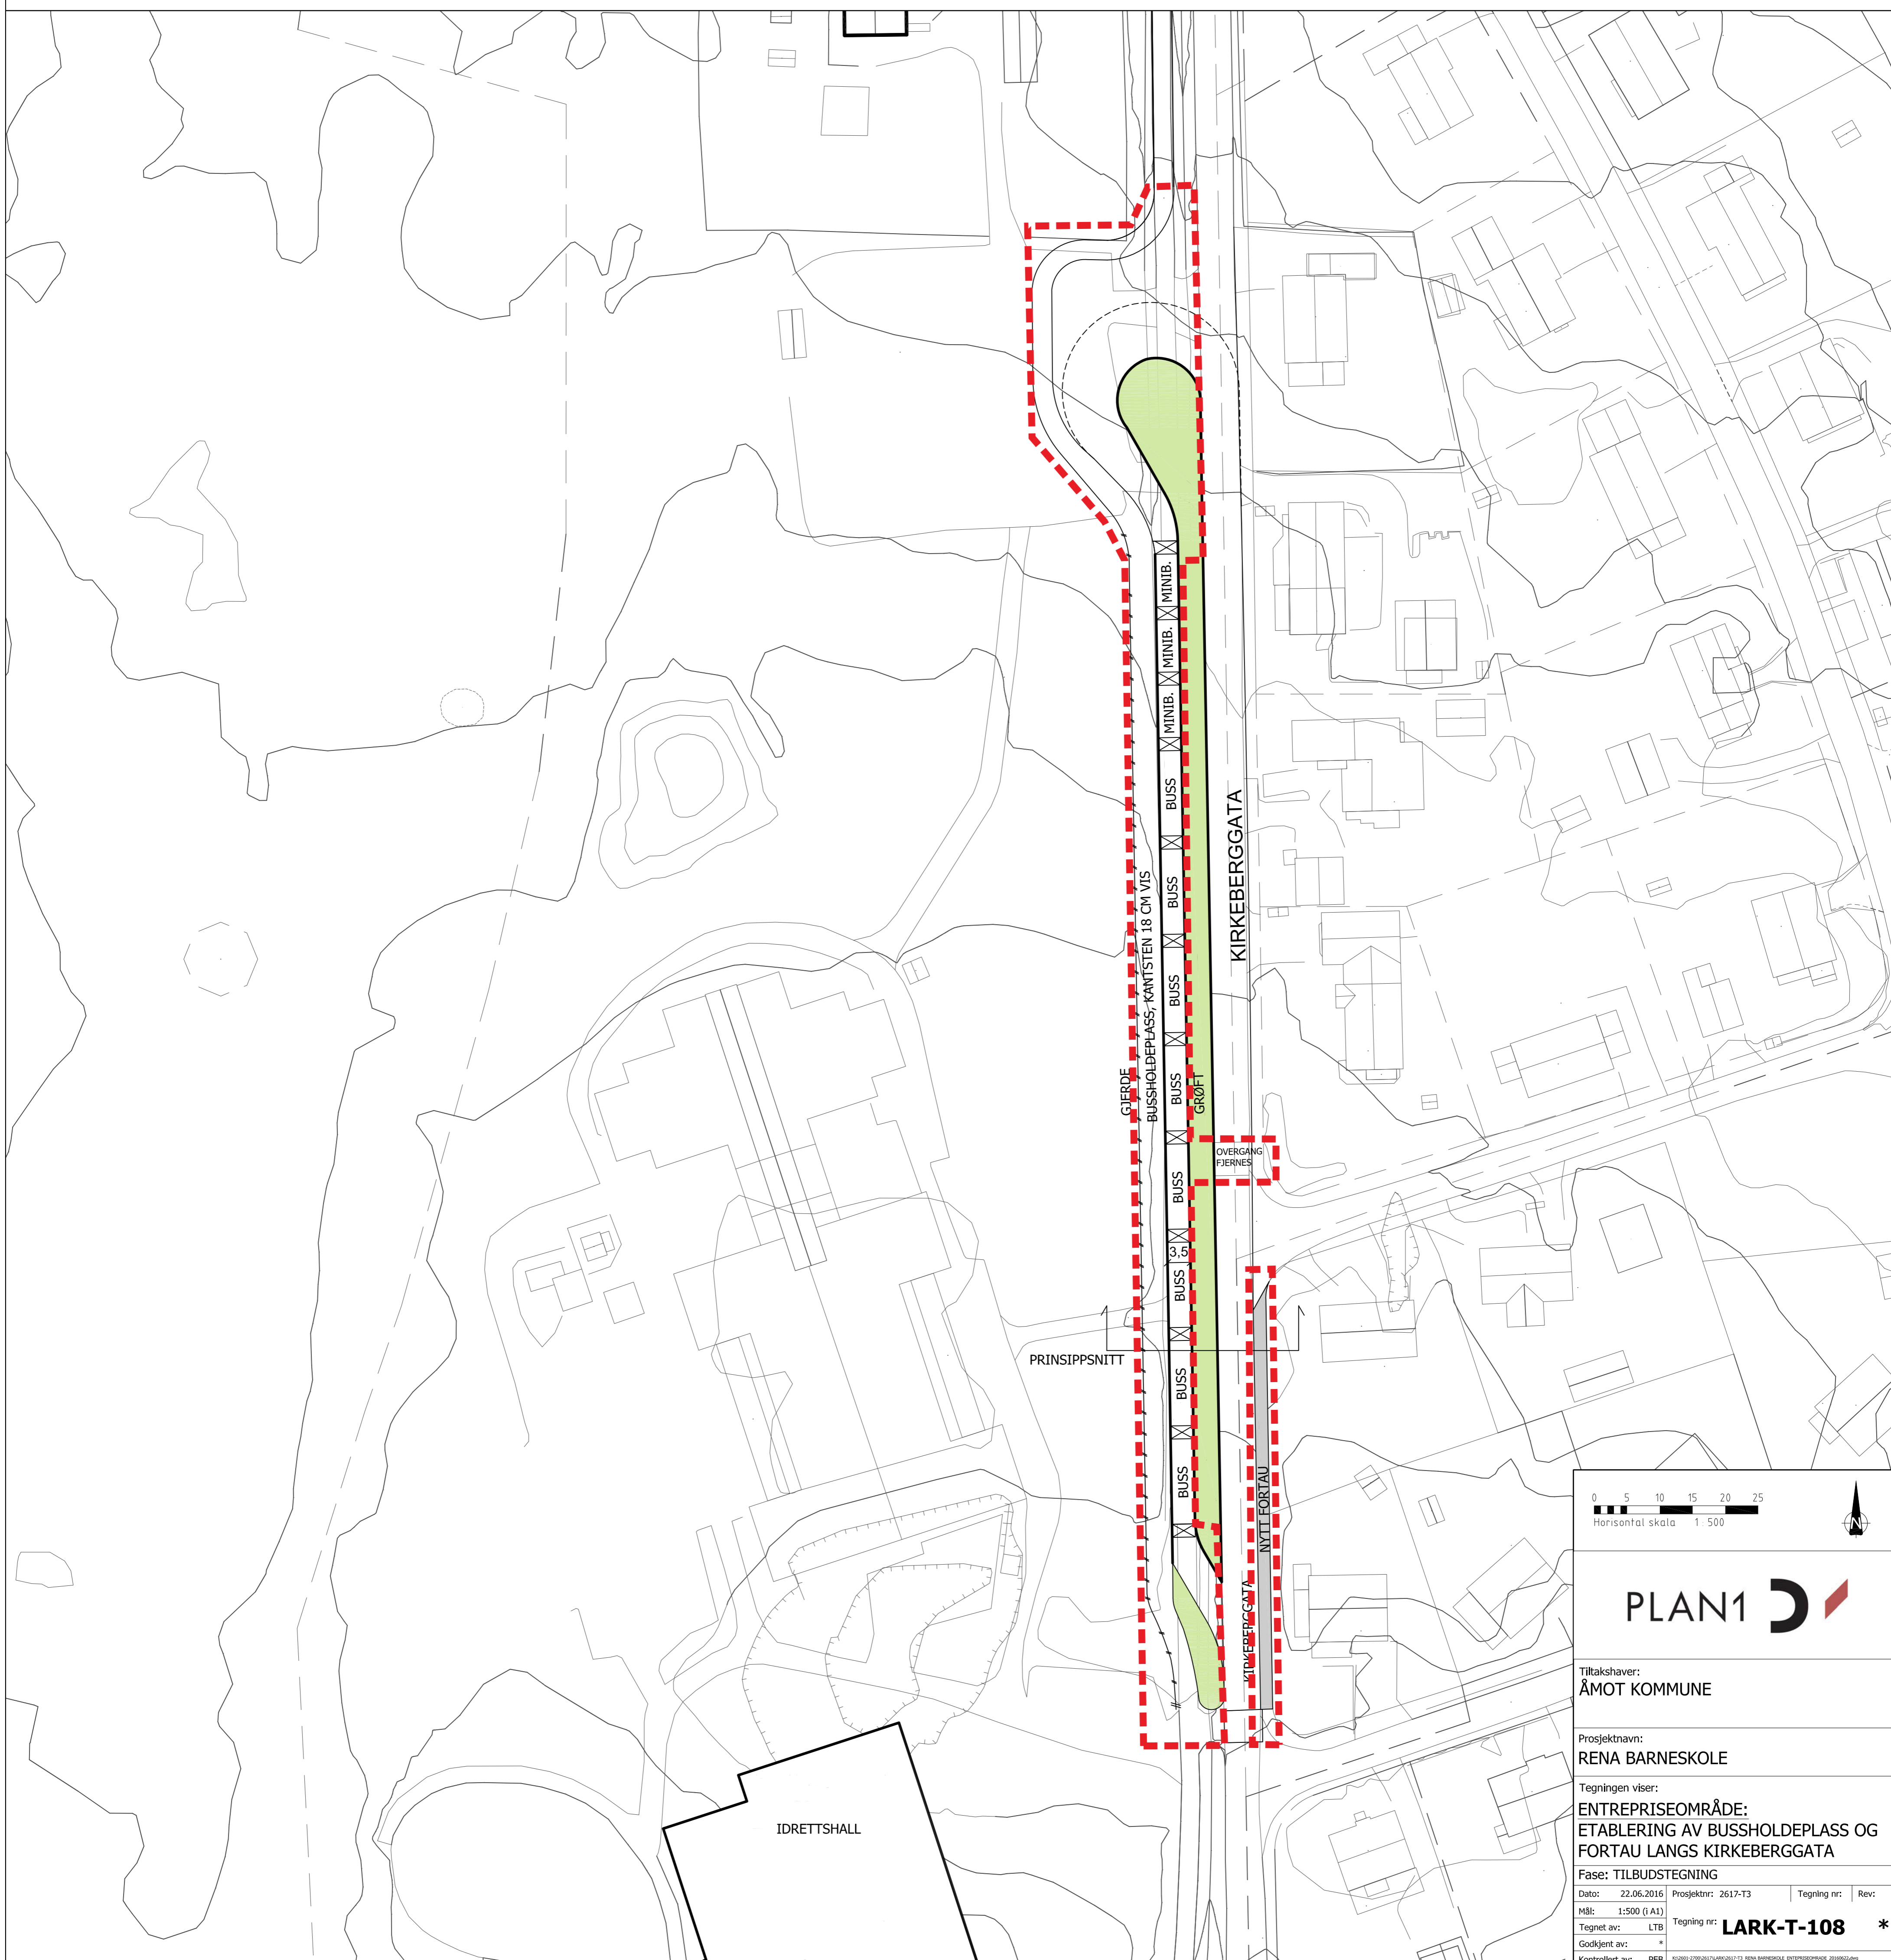 MINIB.
MINIB.
MINIB.
BUSS
BUSS
BUSS
BUSS
BUSS
3,5
BUSS
BUSS
BUSS
KIRKEBERGGATA
BUSSHOLDEPLASS, KANTSTEN 18 CM VIS
GJERDE
GRØFT
OVERGANG
FJERNES
PRINSIPPSNITT
NYTT FORTAU
KIRKEBERGGATA
IDRETTSHALL
0 5 10 15 20 25
Horisontal skala 1:500
N
PLAN1
Tiltakshaver:
ÅMOT KOMMUNE
Prosjektnavn:
RENA BARNESKOLE
Tegningen viser:
ENTREPRISEOMRÅDE:
ETABLERING AV BUSSHOLDEPLASS OG
FORTAU LANGS KIRKEBERGGATA
Fase: TILBUDSTEGNING
Dato: 22.06.2016 Prosjektnr: 2617-T3 Tegning nr: Rev:
Mål: 1:500 (i A1)
Tegnet av: LTB Tegning nr: LARK-T-108 *
Godkjent av: *
Kontrollert av: PEB